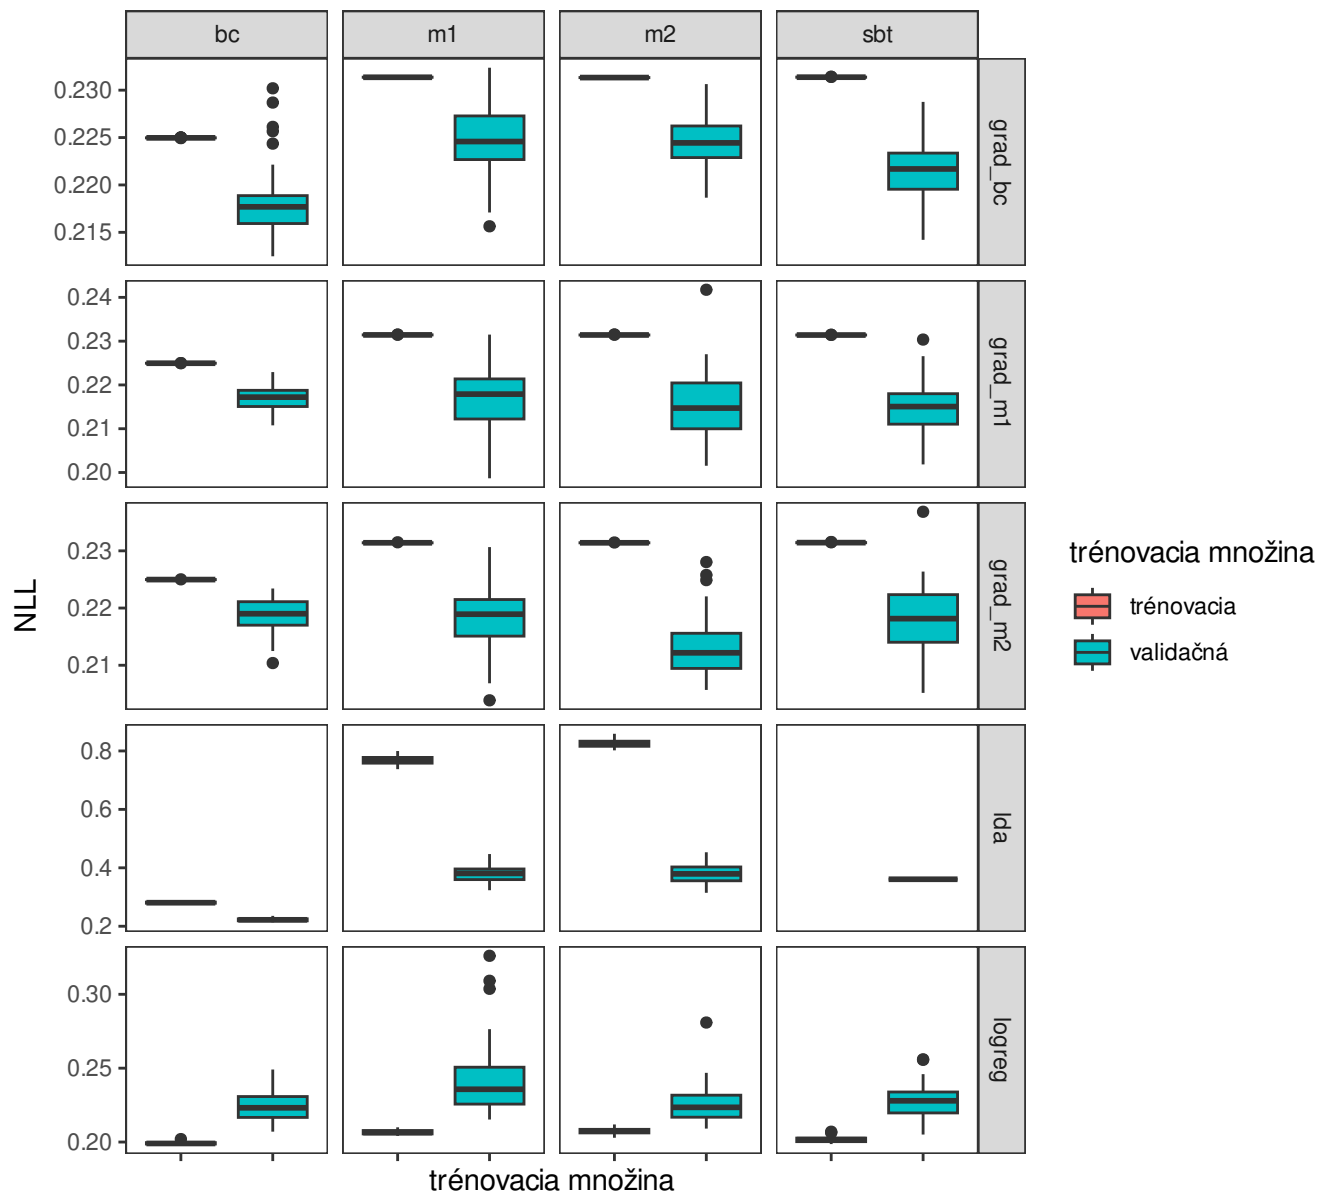 bc m1 m2 sbt
0.230
0.225
0.220
0.215
grad_bc
0.24
0.23
0.22
0.21
0.20
grad_m1
0.23
0.22
0.21
grad_m2
0.8
0.6
0.4
0.2
lda
0.30
0.25
0.20
logreg
NLL
trénovacia množina
trénovacia množina
trénovacia
validačná